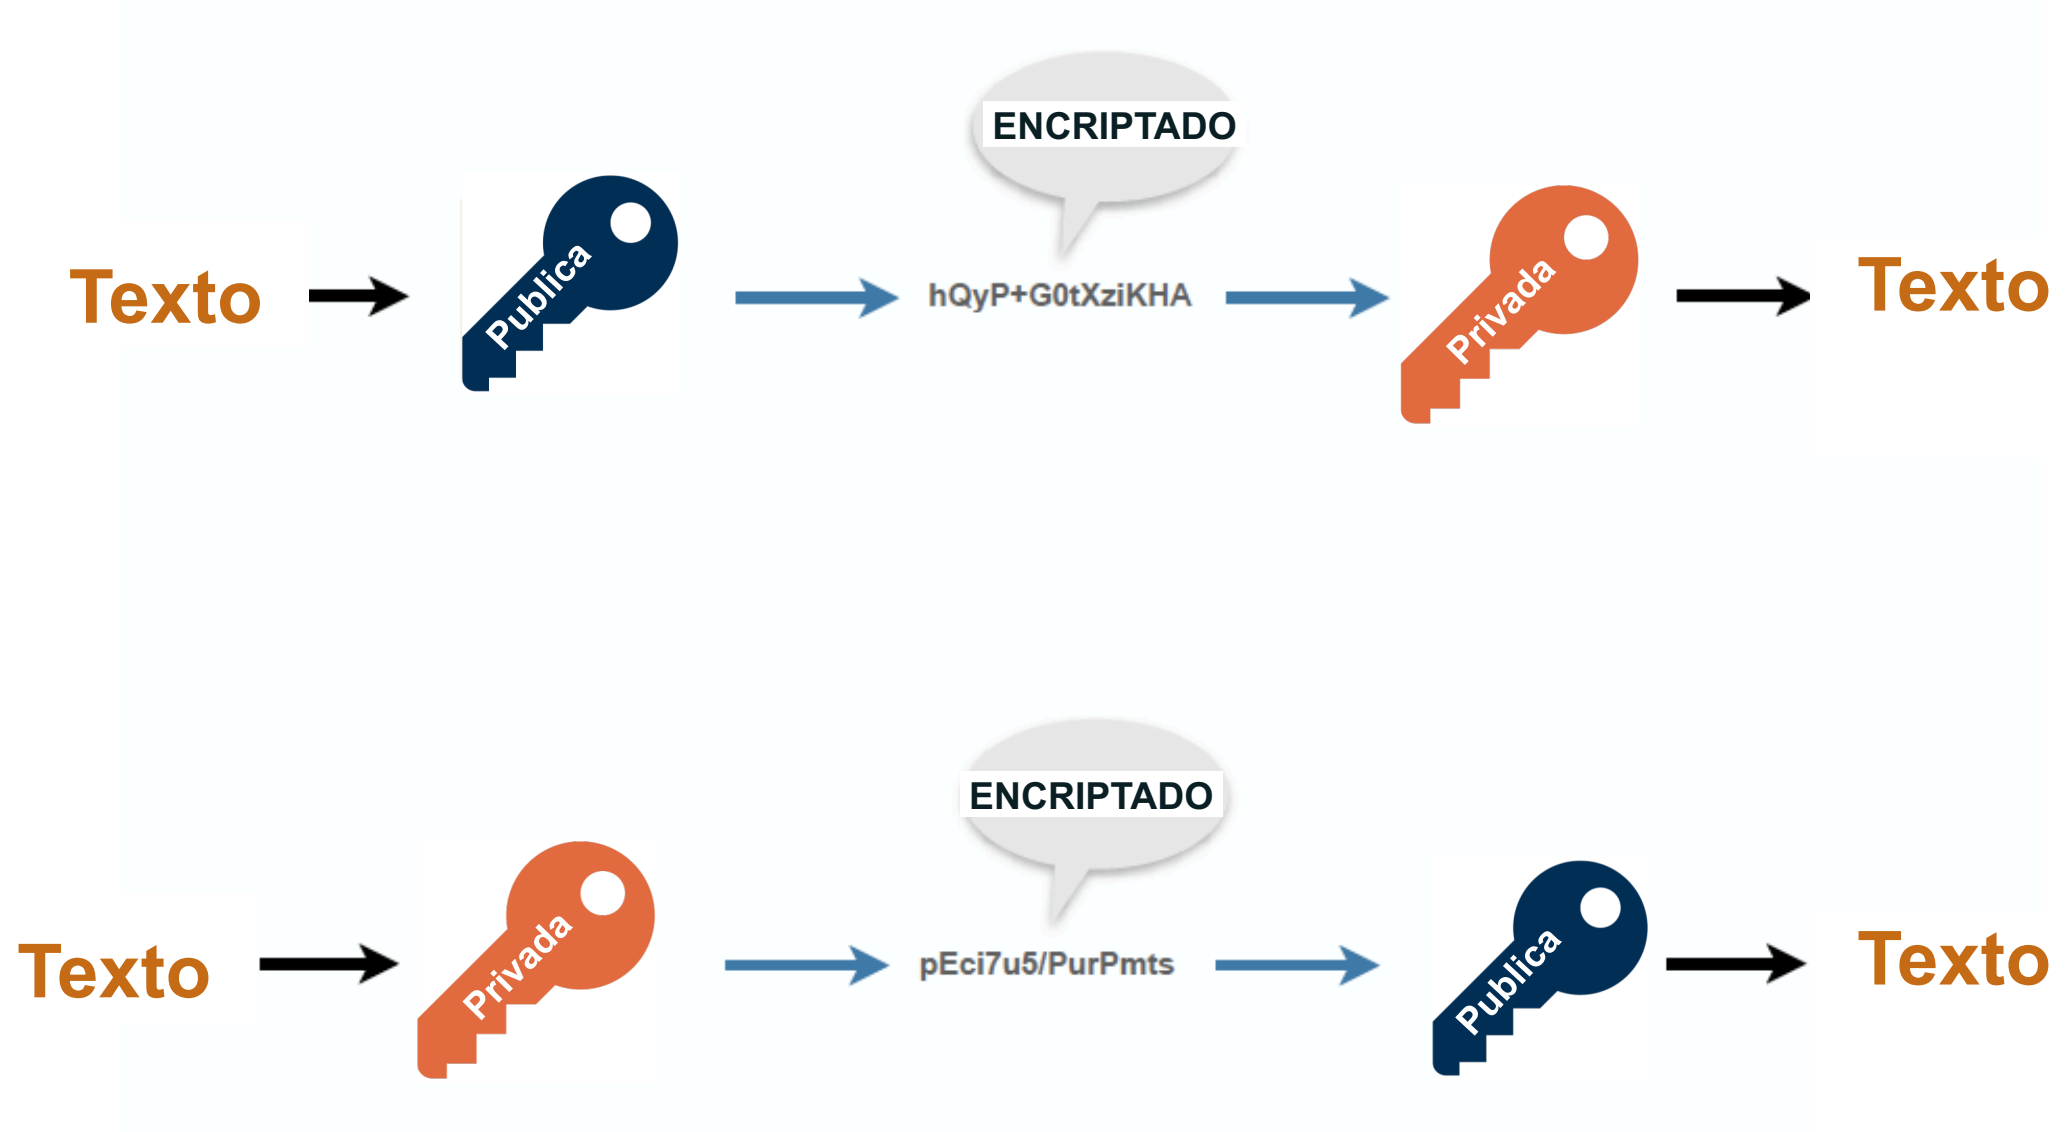 ENCRIPTADO
Texto
Publica
hQyP+G0tXziKHA
Privada
Texto
ENCRIPTADO
Texto
Privada
pEci7u5/PurPmts
Publica
Texto